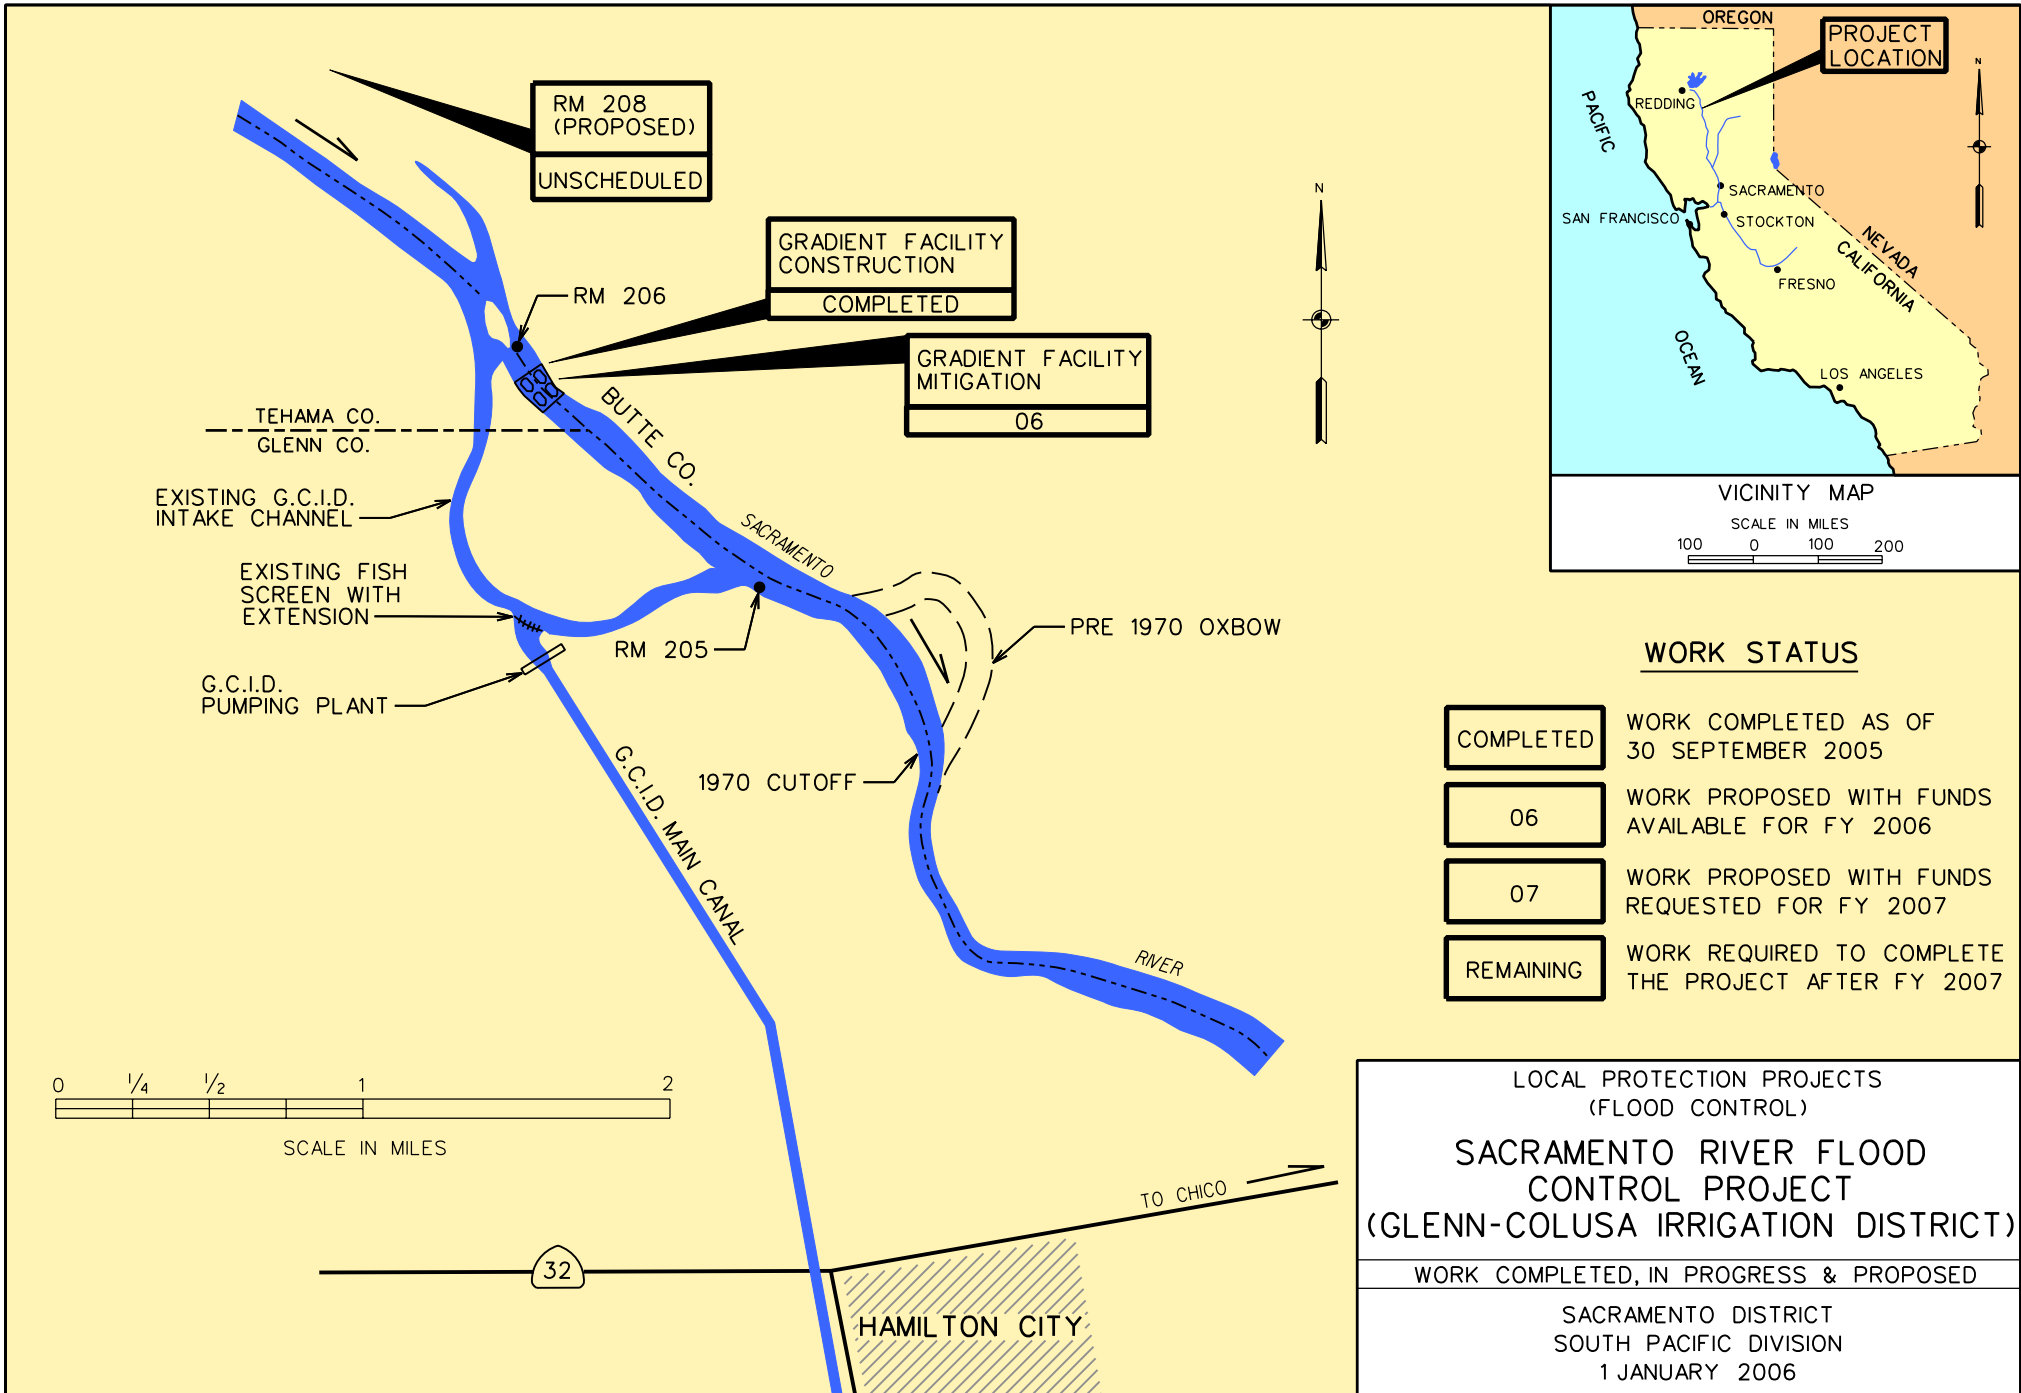 RM 208
(PROPOSED)
UNSCHEDULED
GRADIENT FACILITY
CONSTRUCTION
COMPLETED
GRADIENT FACILITY
MITIGATION
06
RM 206
TEHAMA CO.
GLENN CO.
BUTTE CO.
EXISTING G.C.I.D.
INTAKE CHANNEL
EXISTING FISH
SCREEN WITH
EXTENSION
SACRAMENTO
RM 205
PRE 1970 OXBOW
G.C.I.D.
PUMPING PLANT
G.C.I.D. MAIN CANAL
1970 CUTOFF
RIVER
N
0 1/4 1/2 1 2
SCALE IN MILES
TO CHICO
32
HAMILTON CITY
OREGON
PROJECT
LOCATION
N
REDDING
PACIFIC
SACRAMENTO
SAN FRANCISCO
STOCKTON
NEVADA
CALIFORNIA
FRESNO
OCEAN
LOS ANGELES
VICINITY MAP
SCALE IN MILES
100 0 100 200
WORK STATUS
COMPLETED
WORK COMPLETED AS OF
30 SEPTEMBER 2005
06
WORK PROPOSED WITH FUNDS
AVAILABLE FOR FY 2006
07
WORK PROPOSED WITH FUNDS
REQUESTED FOR FY 2007
REMAINING
WORK REQUIRED TO COMPLETE
THE PROJECT AFTER FY 2007
LOCAL PROTECTION PROJECTS
(FLOOD CONTROL)
SACRAMENTO RIVER FLOOD
CONTROL PROJECT
(GLENN-COLUSA IRRIGATION DISTRICT)
WORK COMPLETED, IN PROGRESS & PROPOSED
SACRAMENTO DISTRICT
SOUTH PACIFIC DIVISION
1 JANUARY 2006